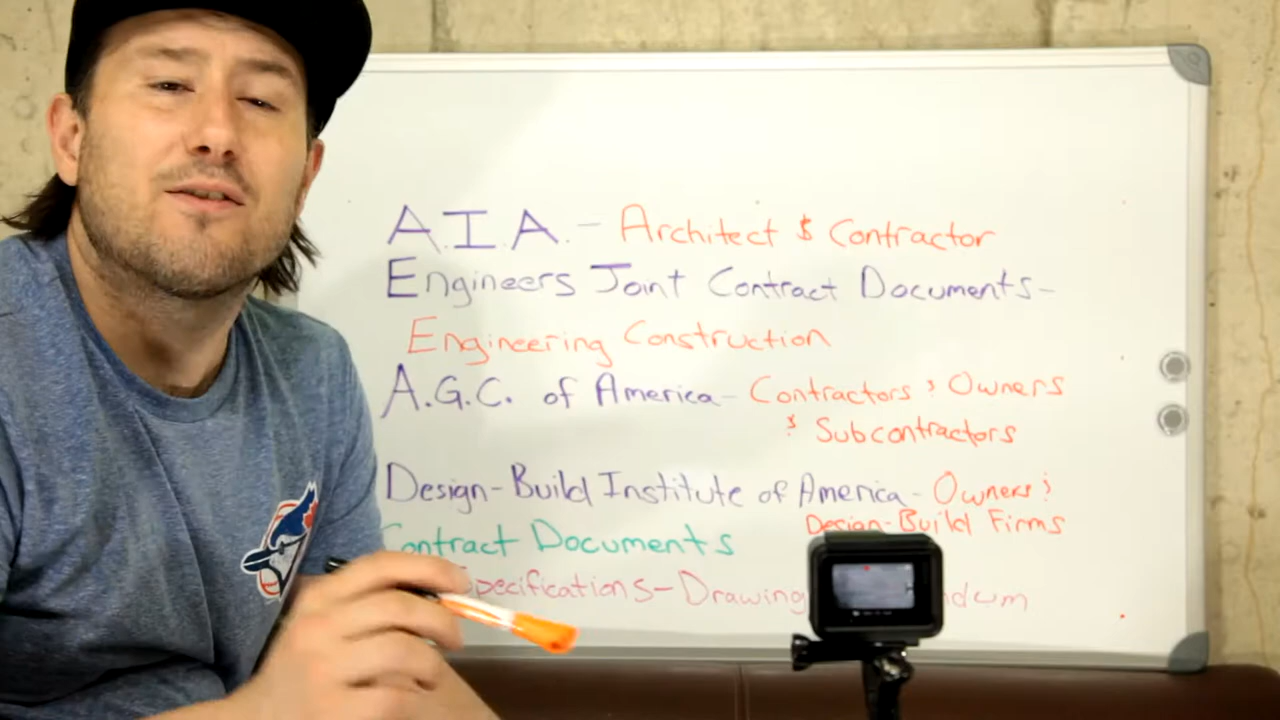 A.I.A. - Architect & Contractor
Engineers Joint Contract Documents-
Engineering Construction
A.G.C. of America- Contractors & Owners
& Subcontractors
Design-Build Institute of America- Owners &
Design-Build Firms
Contract Documents
Specifications-Drawing